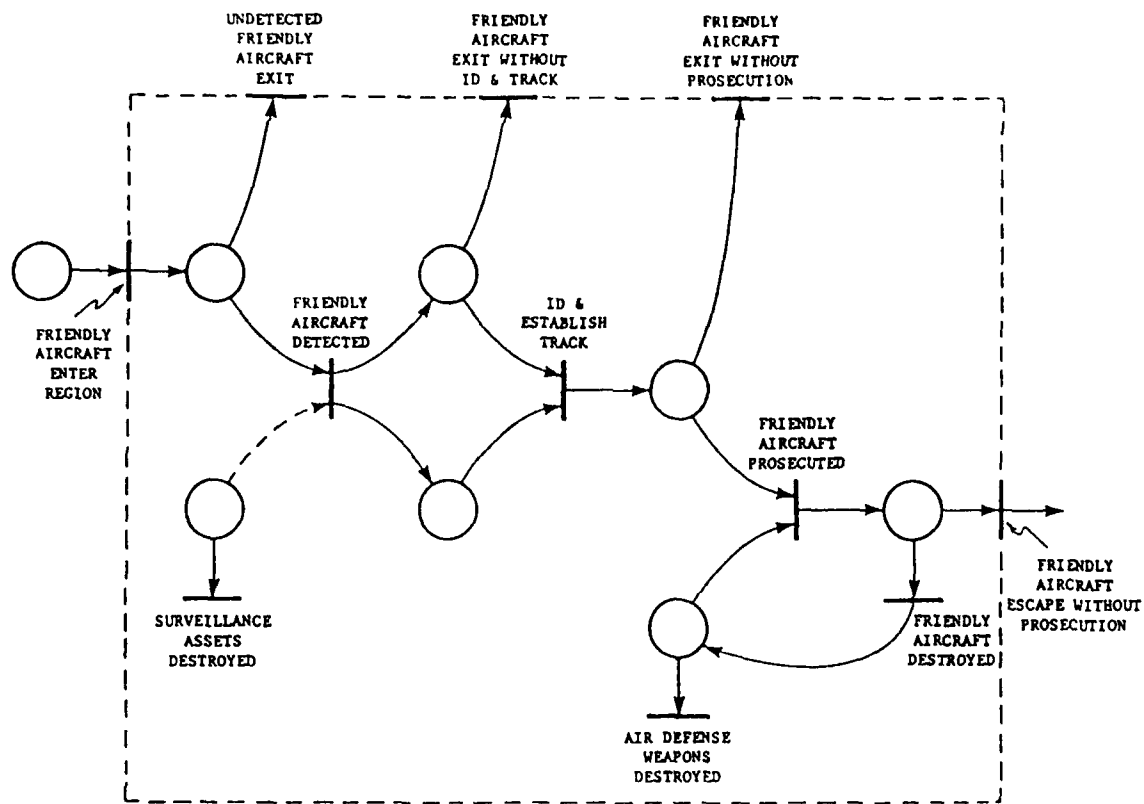 UNDETECTED
FRIENDLY
AIRCRAFT
EXIT
FRIENDLY
AIRCRAFT
EXIT WITHOUT
ID & TRACK
FRIENDLY
AIRCRAFT
EXIT WITHOUT
PROSECUTION
FRIENDLY
AIRCRAFT
ENTER
REGION
FRIENDLY
AIRCRAFT
DETECTED
ID &
ESTABLISH
TRACK
FRIENDLY
AIRCRAFT
PROSECUTED
SURVEILLANCE
ASSETS
DESTROYED
FRIENDLY
AIRCRAFT
DESTROYED
FRIENDLY
AIRCRAFT
ESCAPE WITHOUT
PROSECUTION
AIR DEFENSE
WEAPONS
DESTROYED